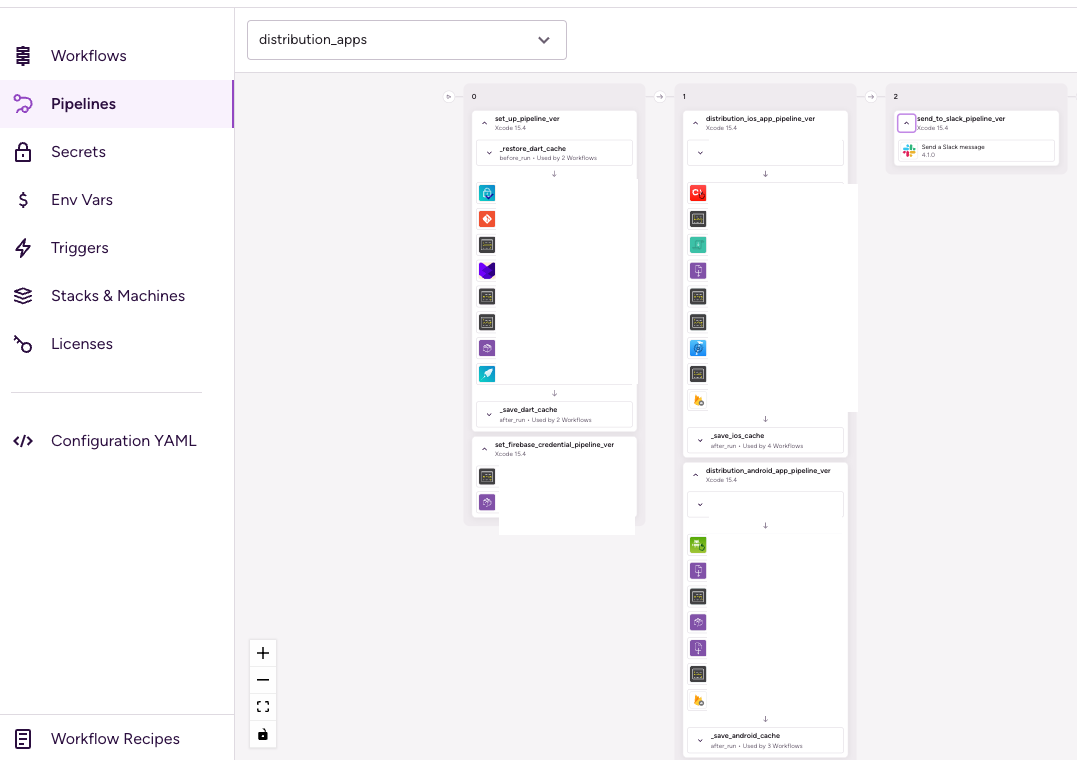 distribution_apps
Workflows
Pipelines
Secrets
Env Vars
Triggers
Stacks & Machines
Licenses
Configuration YAML
Workflow Recipes
0
set_up_pipeline_ver
Xcode 15.4
_restore_dart_cache
before_run • Used by 2 Workflows
_save_dart_cache
after_run • Used by 2 Workflows
set_firebase_credential_pipeline_ver
Xcode 15.4
1
distribution_ios_app_pipeline_ver
Xcode 15.4
_save_ios_cache
after_run • Used by 4 Workflows
distribution_android_app_pipeline_ver
Xcode 15.4
_save_android_cache
after_run • Used by 3 Workflows
2
send_to_slack_pipeline_ver
Xcode 15.4
Send a Slack message
4.1.0